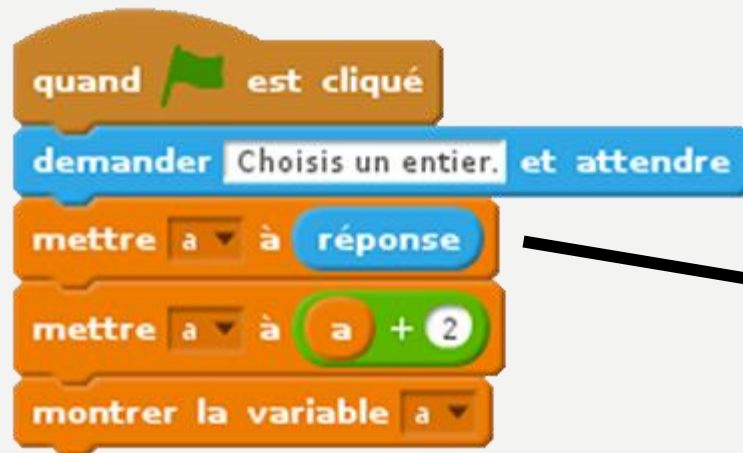 quand est cliqué
demander Choisis un entier. et attendre
mettre a à réponse
mettre a à a + 2
montrer la variable a